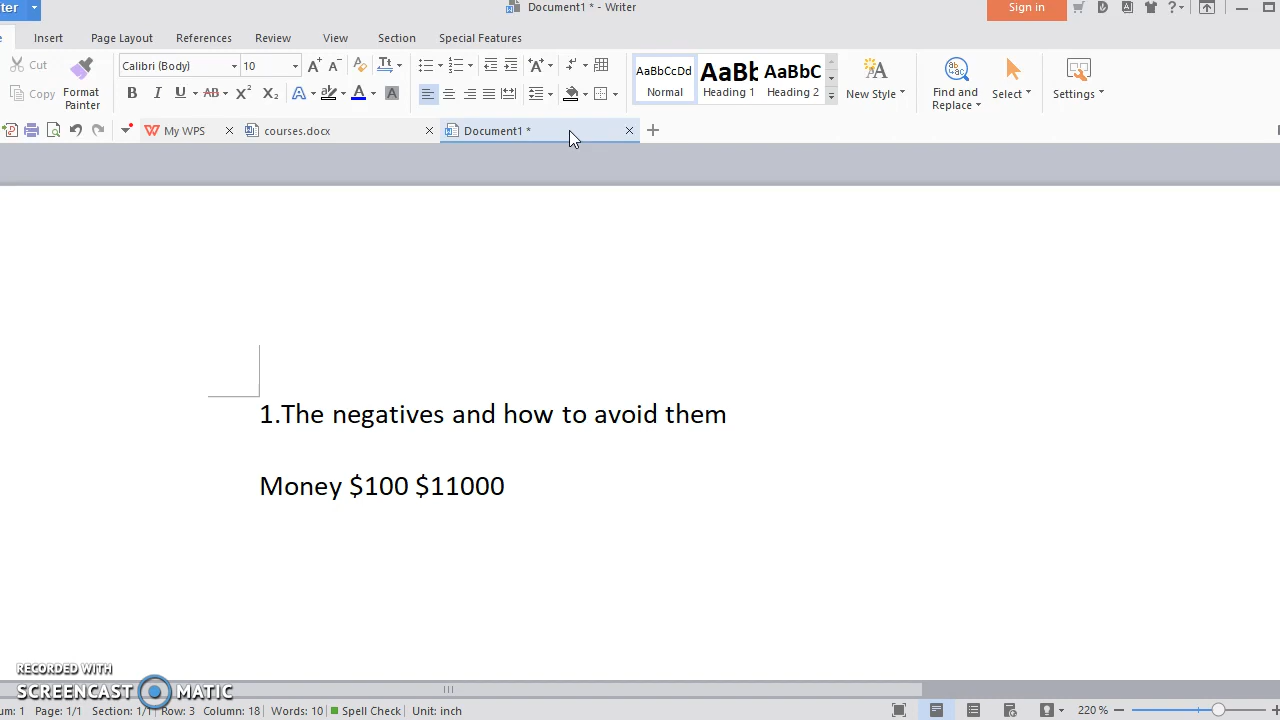 ter
Document1 * - Writer
Sign in
Insert
Page Layout
References
Review
View
Section
Special Features
Cut
Copy
Format
Painter
Calibri (Body)
10
AaBbCcDd
Normal
AaBb
Heading 1
AaBbC
Heading 2
New Style
Find and
Replace
Select
Settings
My WPS
courses.docx
Document1 *
1.The negatives and how to avoid them
Money $100 $11000
RECORDED WITH
SCREENCAST MATIC
um: 1 Page: 1/1 Section: 1/1 Row: 3 Column: 18 Words: 10 Spell Check Unit: inch
220 %